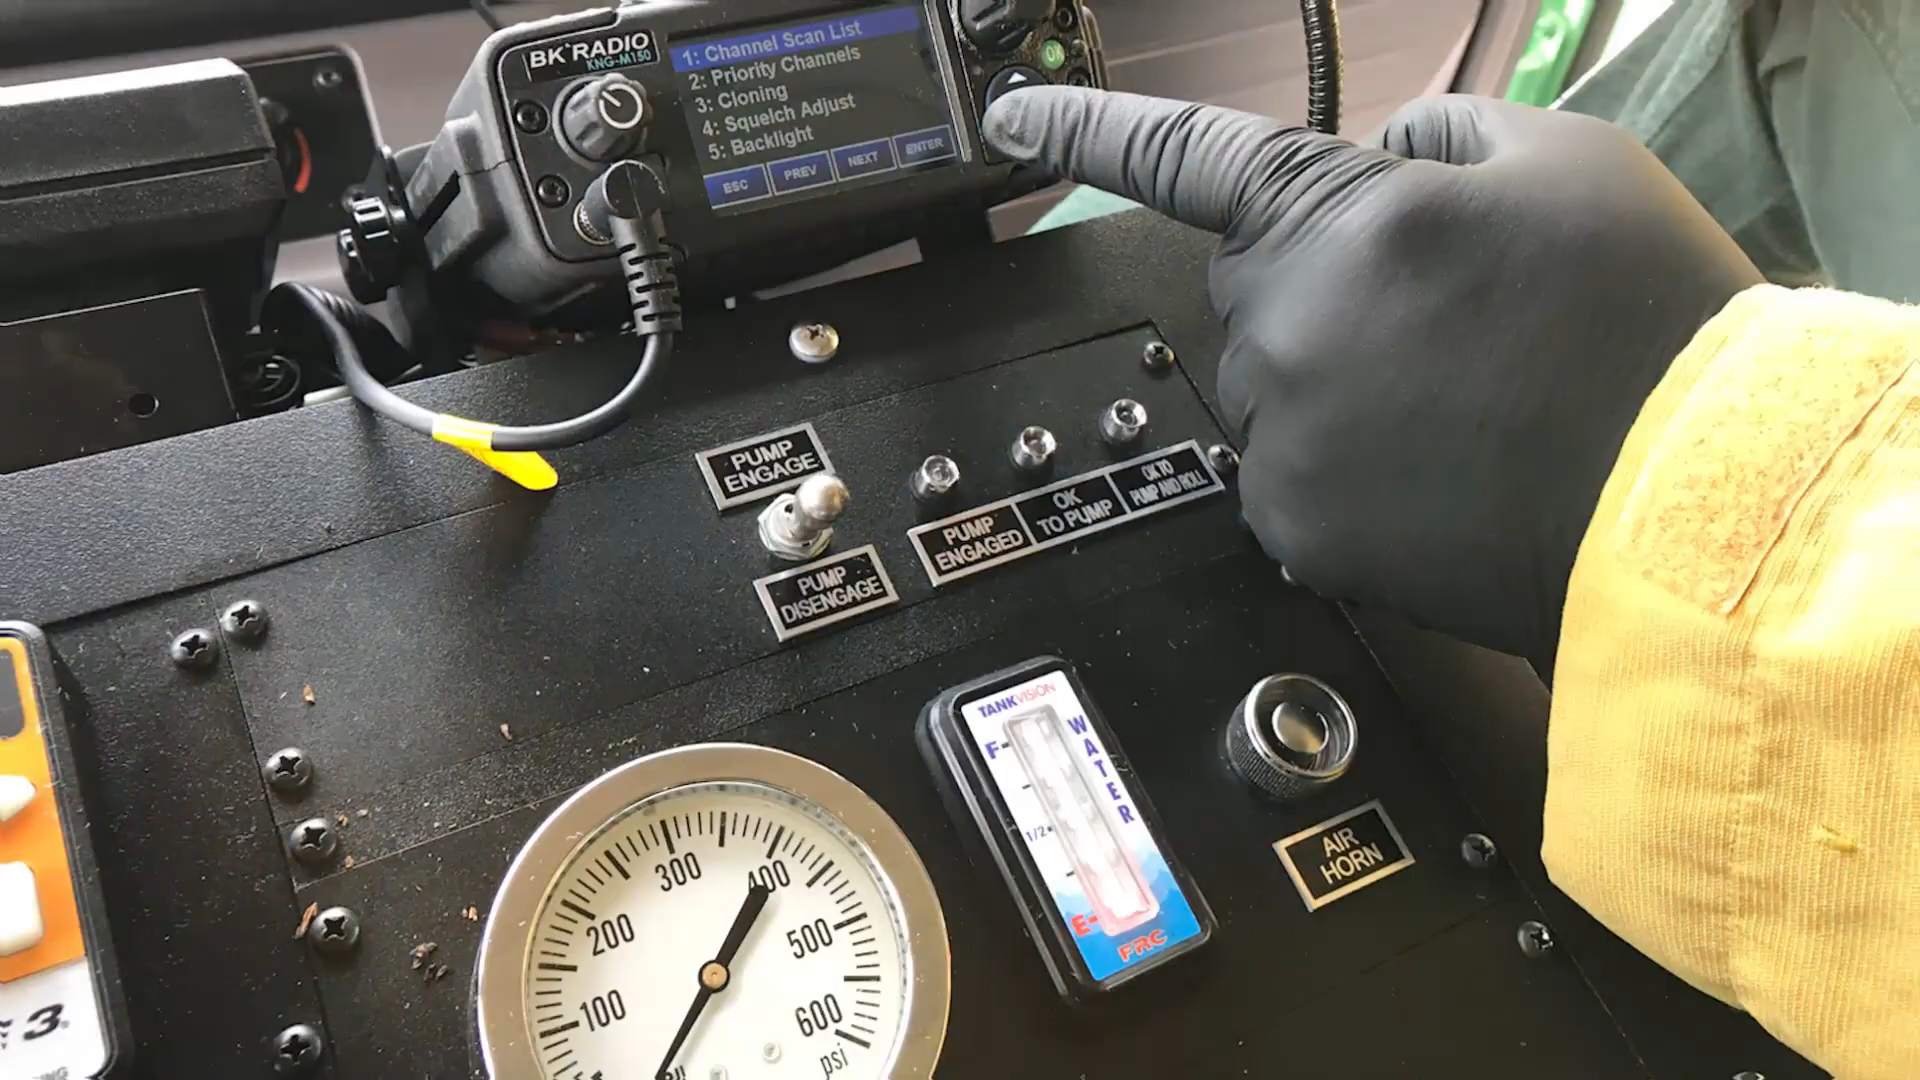 BK RADIO
KNG-M150
1: Channel Scan List
2: Priority Channels
3: Cloning
4: Squelch Adjust
5: Backlight
ESC PREV NEXT ENTER
OK
PUMP
ENGAGE
PUMP
DISENGAGE
PUMP
ENGAGED
OK
TO PUMP
OK TO
PUMP AND ROLL
TANKVISION
WATER
F
1/2
E
FRC
AIR
HORN
100
200
300
400
500
600
psi
3